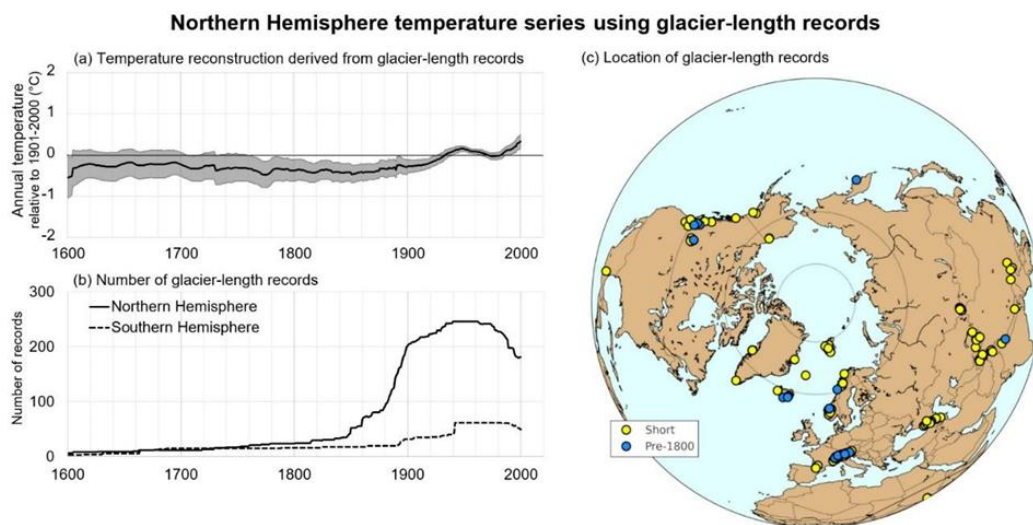 Northern Hemisphere temperature series using glacier-length records
(a) Temperature reconstruction derived from glacier-length records
Annual temperature
relative to 1901-2000 (°C)
2
1
0
-1
-2
1600
1700
1800
1900
2000
(b) Number of glacier-length records
Number of records
300
200
100
0
Northern Hemisphere
Southern Hemisphere
1600
1700
1800
1900
2000
(c) Location of glacier-length records
Short
Pre-1800